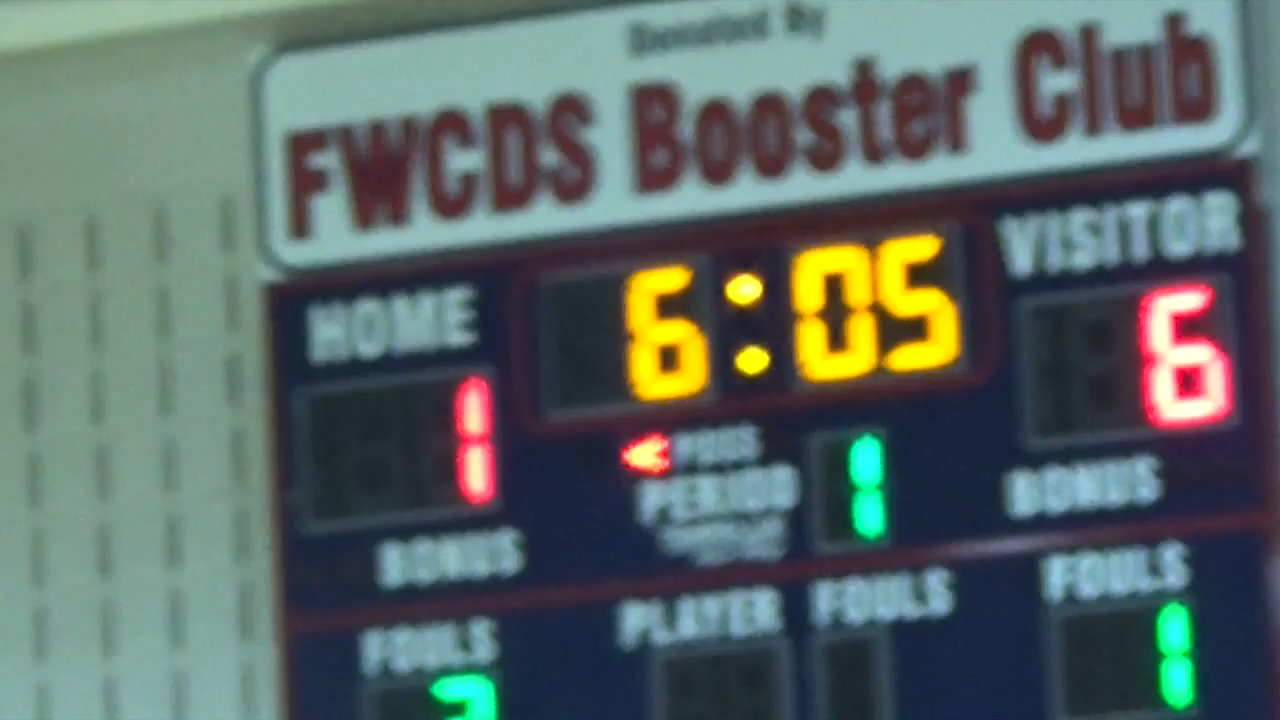 Donated By
FWCDS Booster Club
HOME 6:05 VISITOR
1 6
POSS
PERIOD 1
BONUS BONUS
FOULS PLAYER FOULS FOULS
1